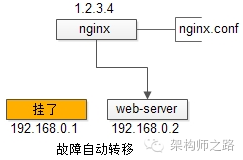 1.2.3.4
nginx
nginx.conf
挂了
web-server
192.168.0.1
192.168.0.2
故障自动转移
架构师之路